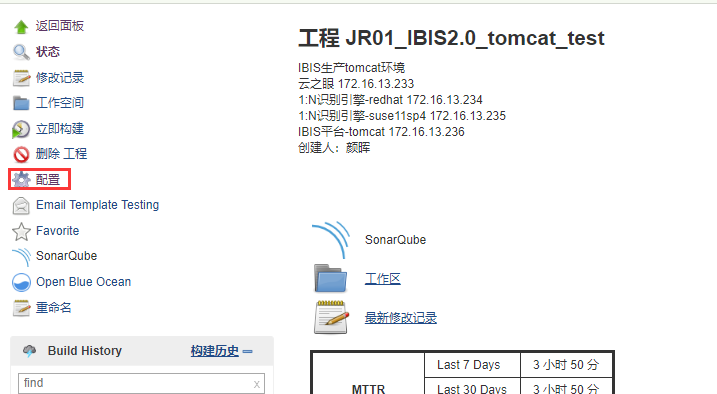 返回面板
状态
修改记录
工作空间
立即构建
删除 工程
配置
Email Template Testing
Favorite
SonarQube
Open Blue Ocean
重命名
Build History 构建历史
find x
工程 JR01_IBIS2.0_tomcat_test
IBIS生产tomcat环境
云之眼 172.16.13.233
1:N识别引擎-redhat 172.16.13.234
1:N识别引擎-suse11sp4 172.16.13.235
IBIS平台-tomcat 172.16.13.236
创建人：颜晖
SonarQube
工作区
最新修改记录
MTTR
Last 7 Days 3 小时 50 分
Last 30 Days 3 小时 50 分